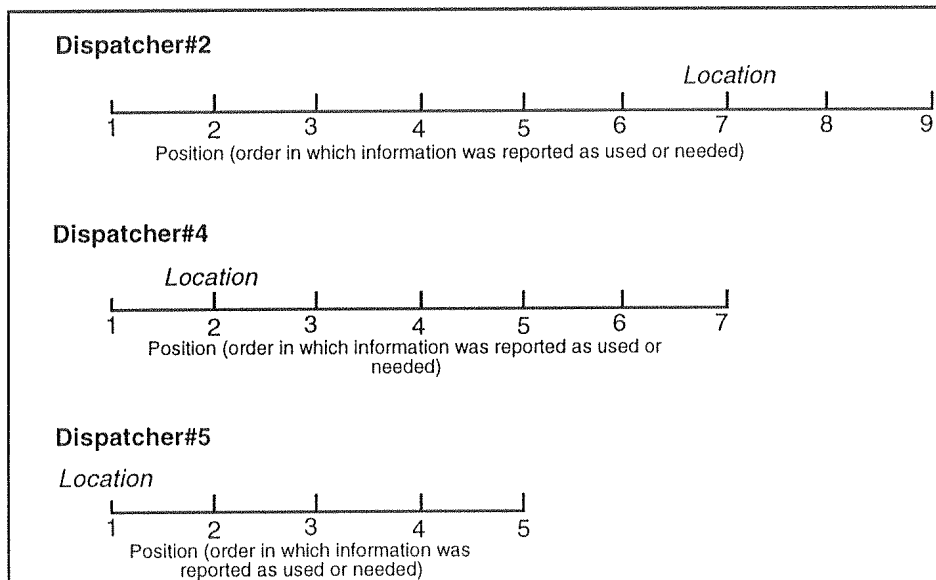 Dispatcher#2
Location
1 2 3 4 5 6 7 8 9
Position (order in which information was reported as used or needed)
Dispatcher#4
Location
1 2 3 4 5 6 7
Position (order in which information was reported as used or
needed)
Dispatcher#5
Location
1 2 3 4 5
Position (order in which information was
reported as used or needed)